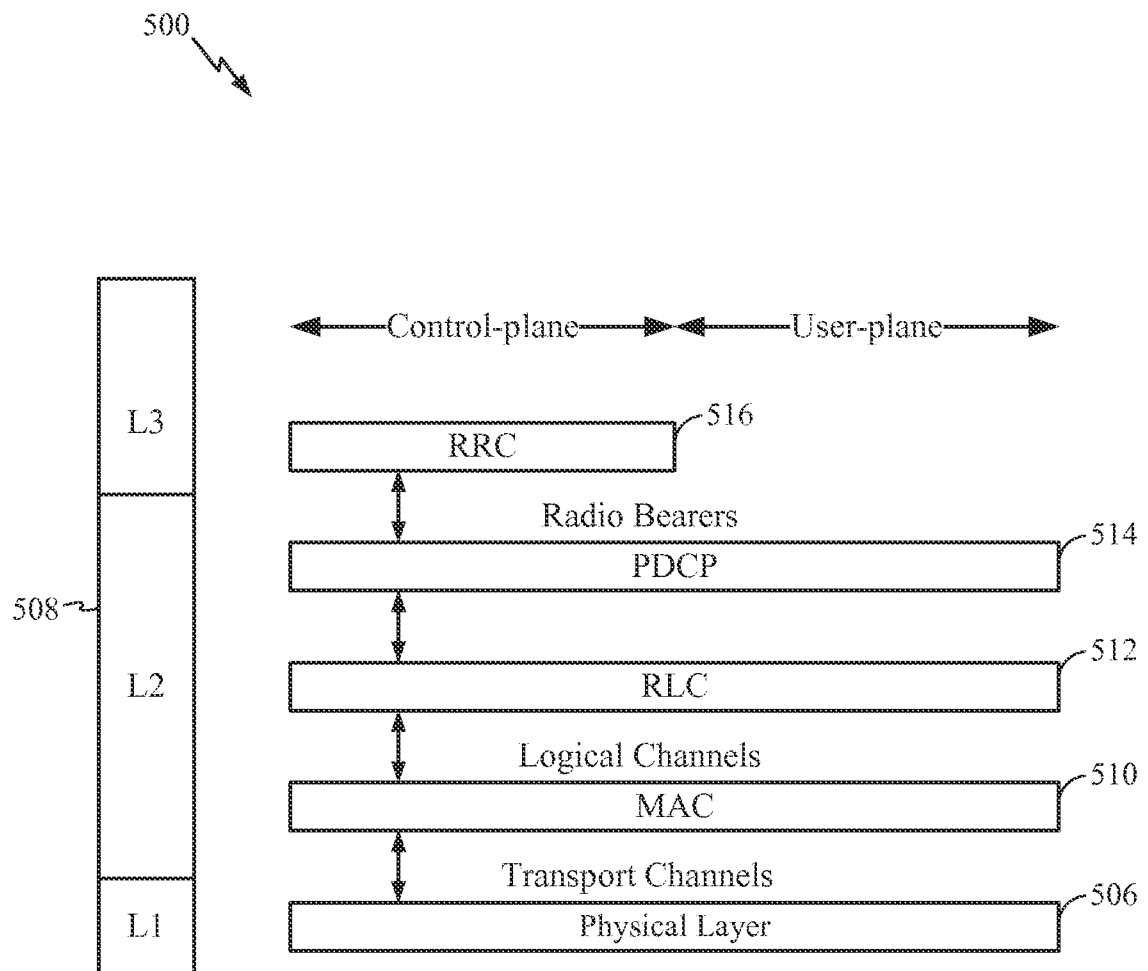 500
Control-plane User-plane
L3
516
RRC
Radio Bearers
514
PDCP
508
L2
512
RLC
Logical Channels
510
MAC
Transport Channels
506
L1
Physical Layer